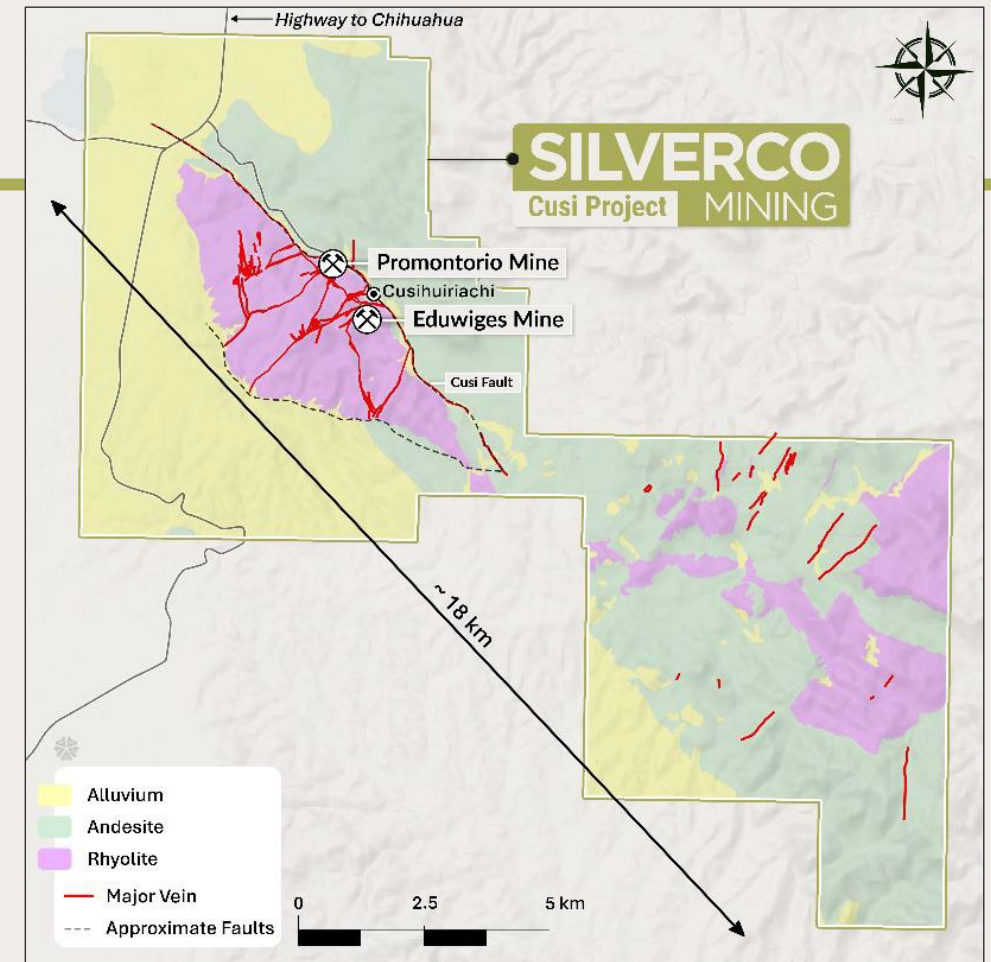 Highway to Chihuahua
SILVERCO
Cusi Project
MINING
Promontorio Mine
Cusihuiriachi
Eduwiges Mine
Cusi Fault
~ 18 km
Alluvium
Andesite
Rhyolite
Major Vein
Approximate Faults
0 2.5 5 km